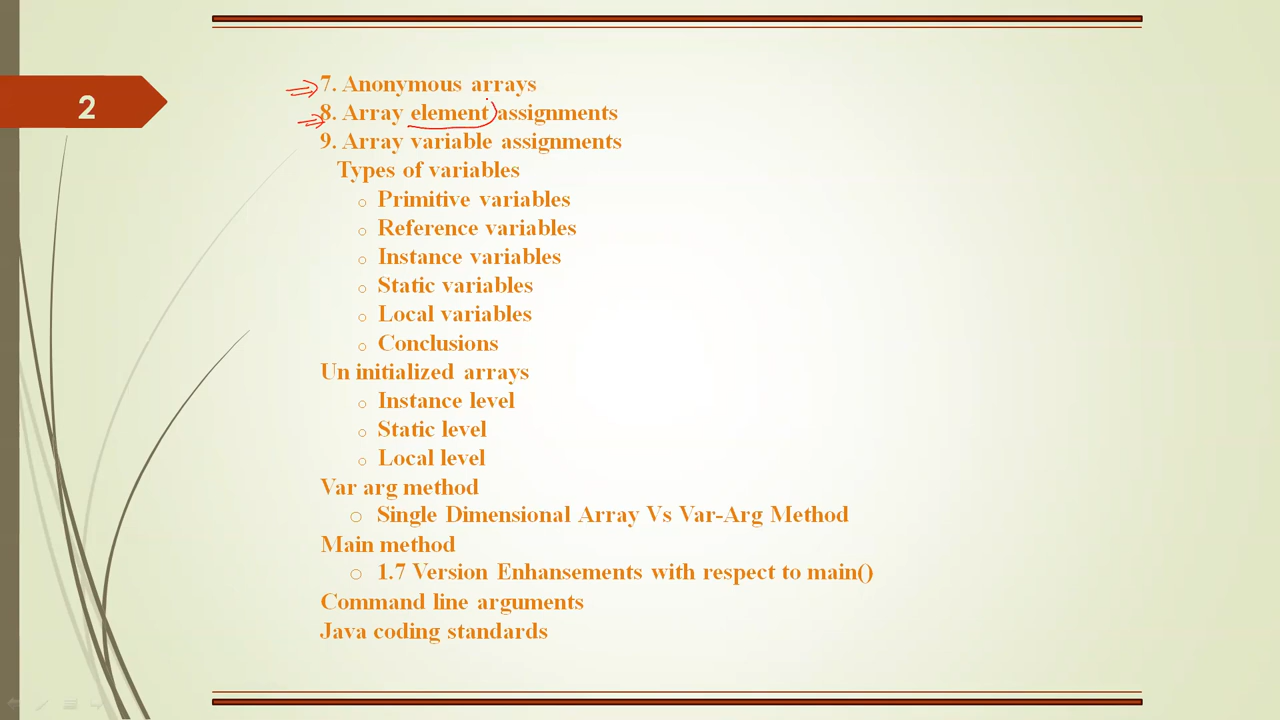 2
7. Anonymous arrays
8. Array element assignments
9. Array variable assignments
Types of variables
Primitive variables
Reference variables
Instance variables
Static variables
Local variables
Conclusions
Un initialized arrays
Instance level
Static level
Local level
Var arg method
Single Dimensional Array Vs Var-Arg Method
Main method
1.7 Version Enhansements with respect to main()
Command line arguments
Java coding standards